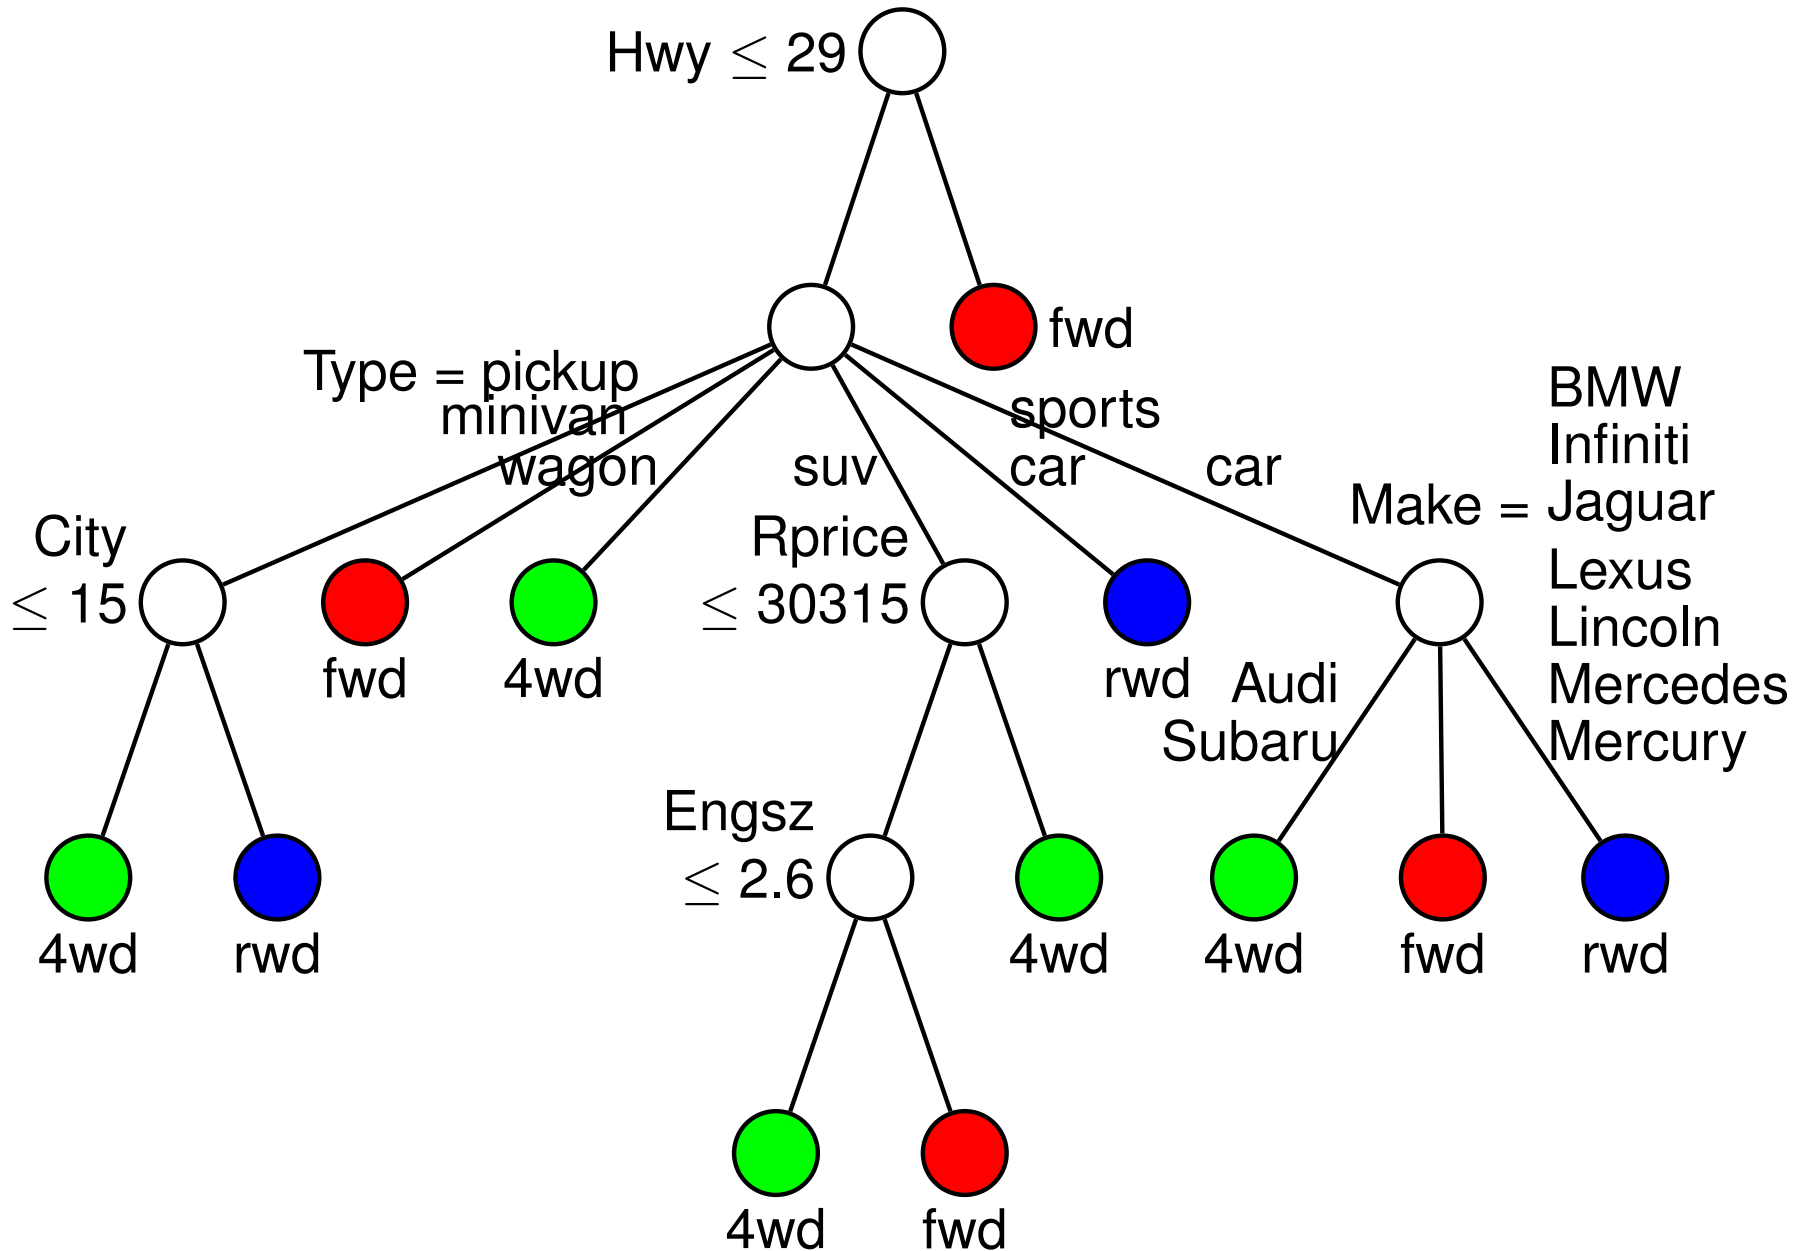 Hwy ≤ 29
fwd
Type = pickup
minivan
wagon
suv
sports
car
car
BMW
Infiniti
Make = Jaguar
Lexus
Lincoln
Mercedes
Mercury
City
≤ 15
fwd
4wd
Rprice
≤ 30315
rwd
Audi
Subaru
4wd
rwd
Engsz
≤ 2.6
4wd
4wd
fwd
rwd
4wd
fwd